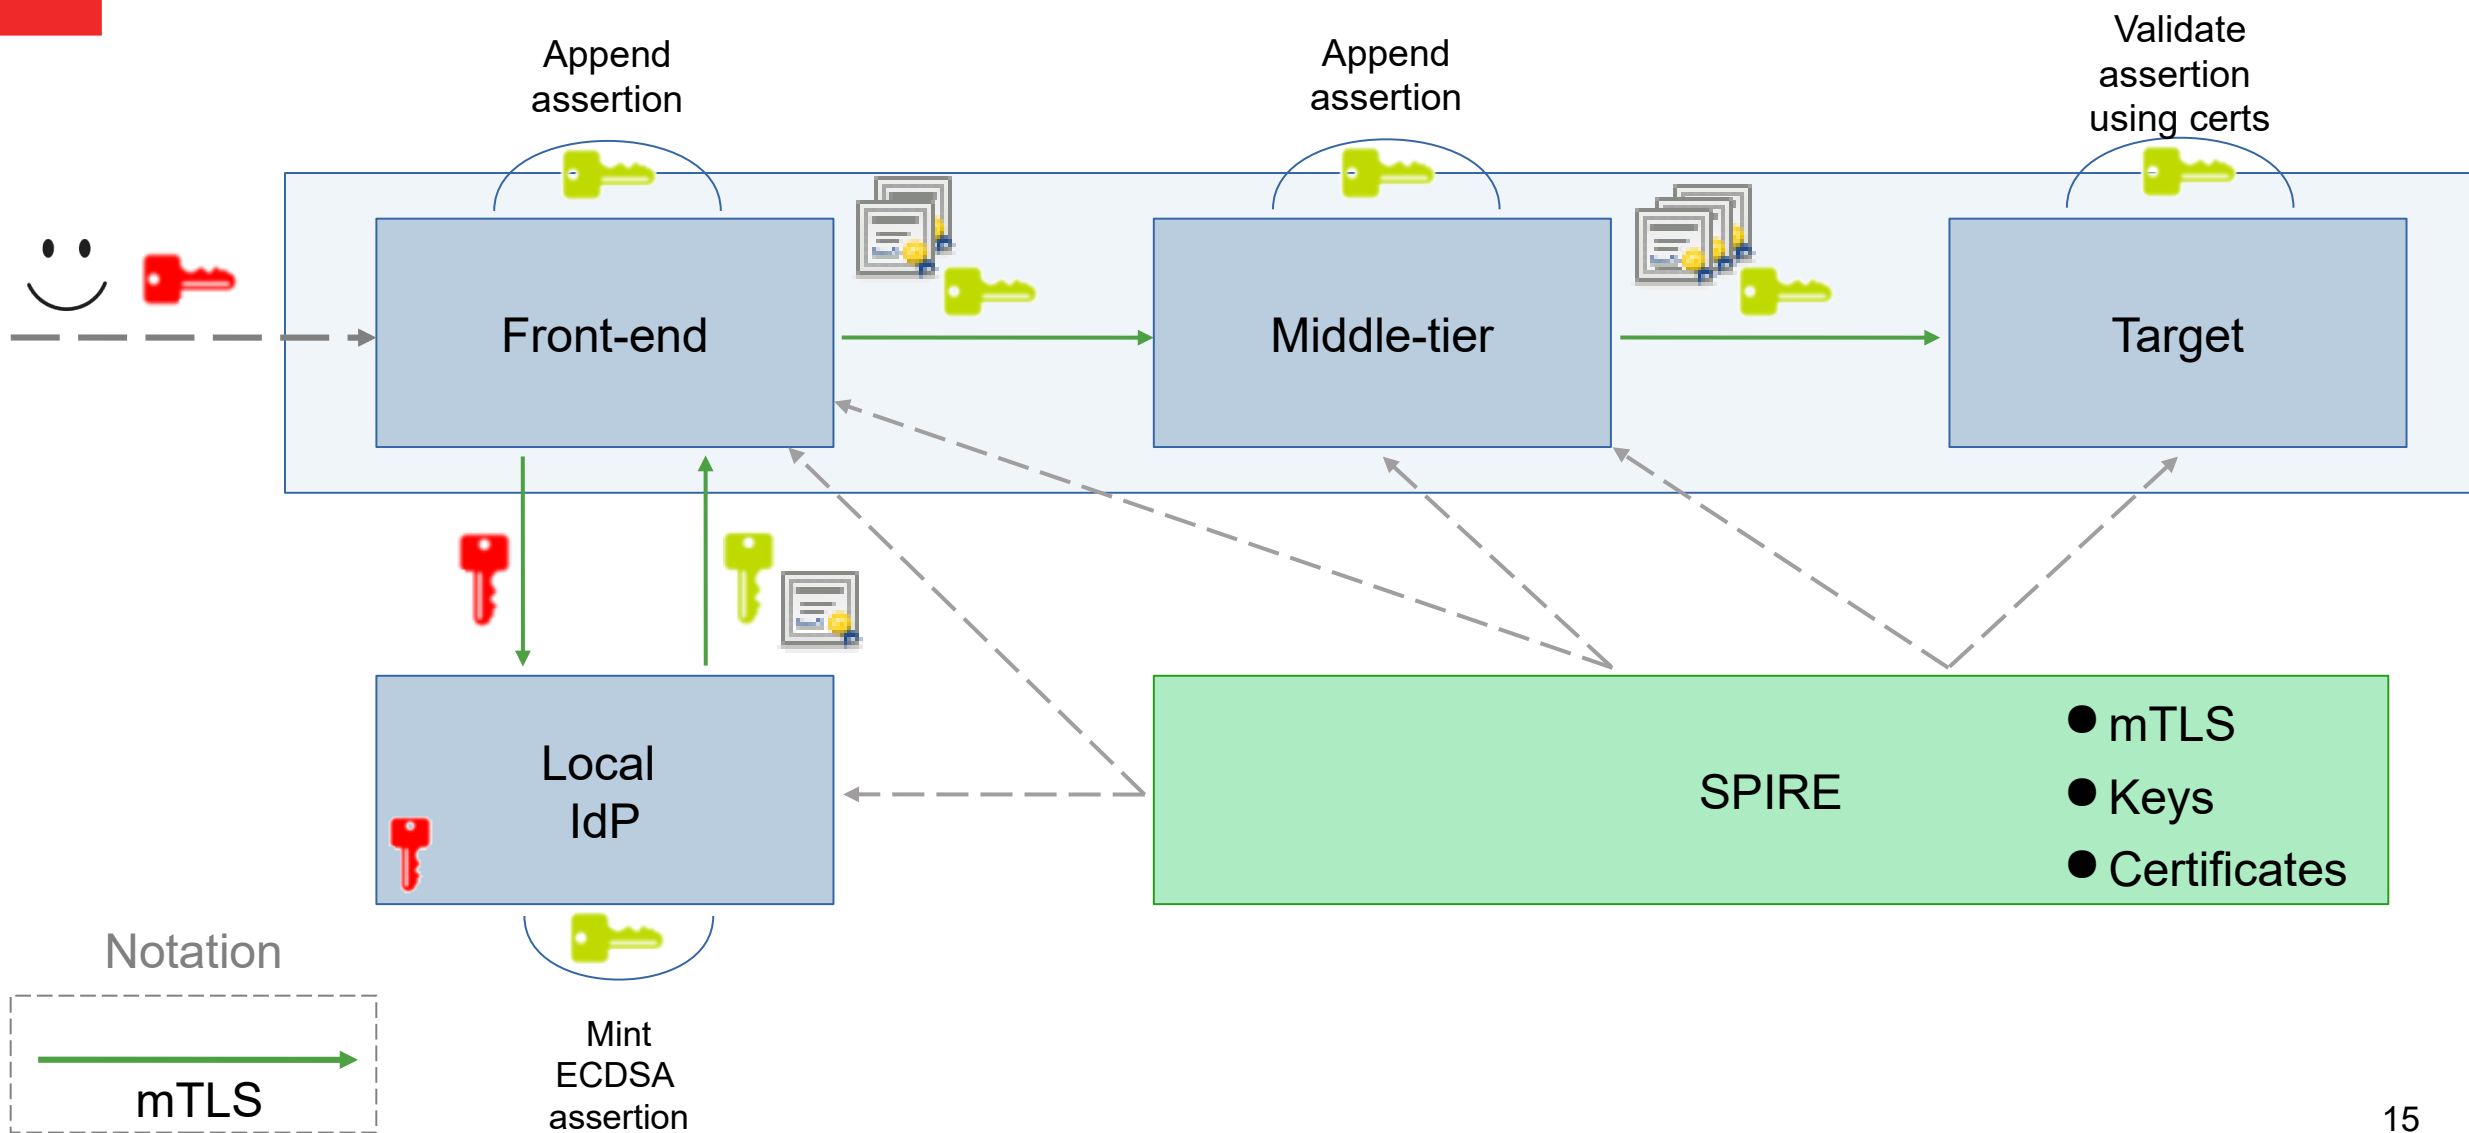 Append
assertion
Append
assertion
Validate
assertion
using certs
Front-end
Middle-tier
Target
Local
IdP
SPIRE
● mTLS
● Keys
● Certificates
Notation
mTLS
Mint
ECDSA
assertion
15